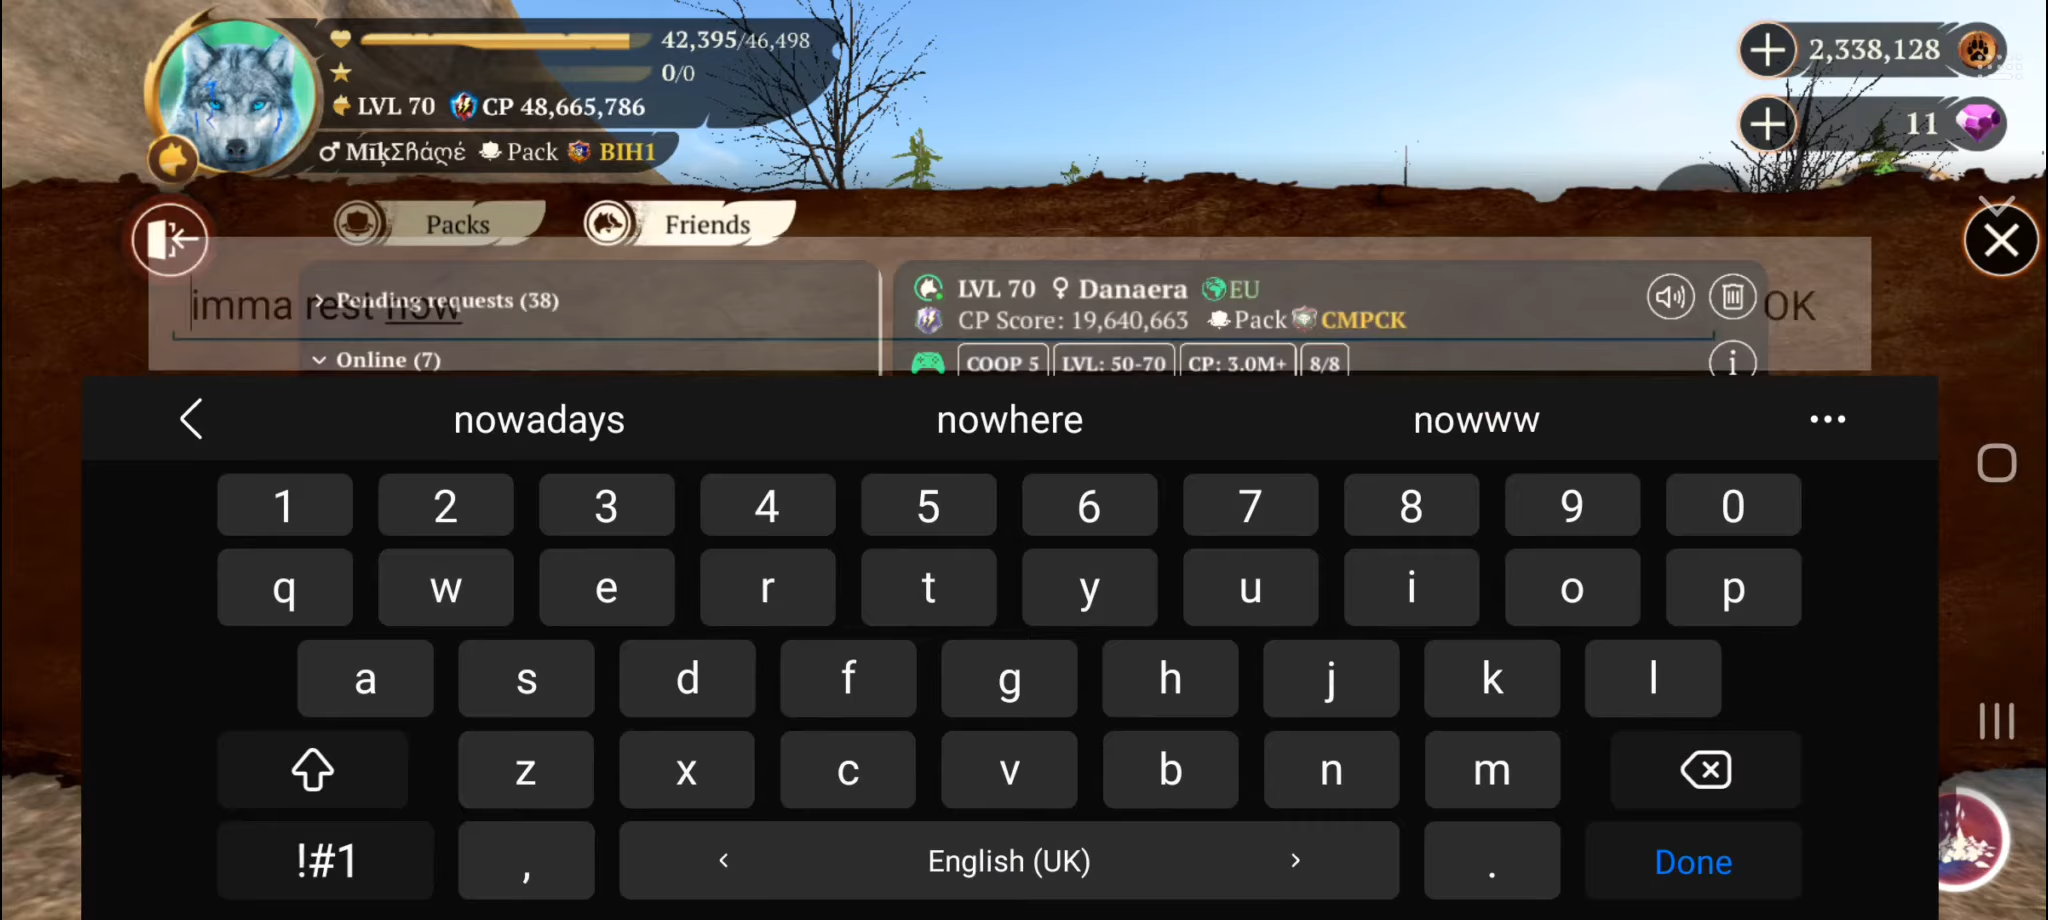 42,395/46,498
2,338,128
0/0
LVL 70 CP 48,665,786
11
♂ MīķΣɦáɱé Pack BIH1
Packs
Friends
imma rest now
Pending requests (38)
OK
Online (7)
LVL 70 ♀ Danaera EU
CP Score: 19,640,663 Pack CMPCK
COOP 5 LVL: 50-70 CP: 3.0M+ 8/8
nowadays nowhere nowww
1 2 3 4 5 6 7 8 9 0
q w e r t y u i o p
a s d f g h j k l
z x c v b n m
!#1 , English (UK) . Done